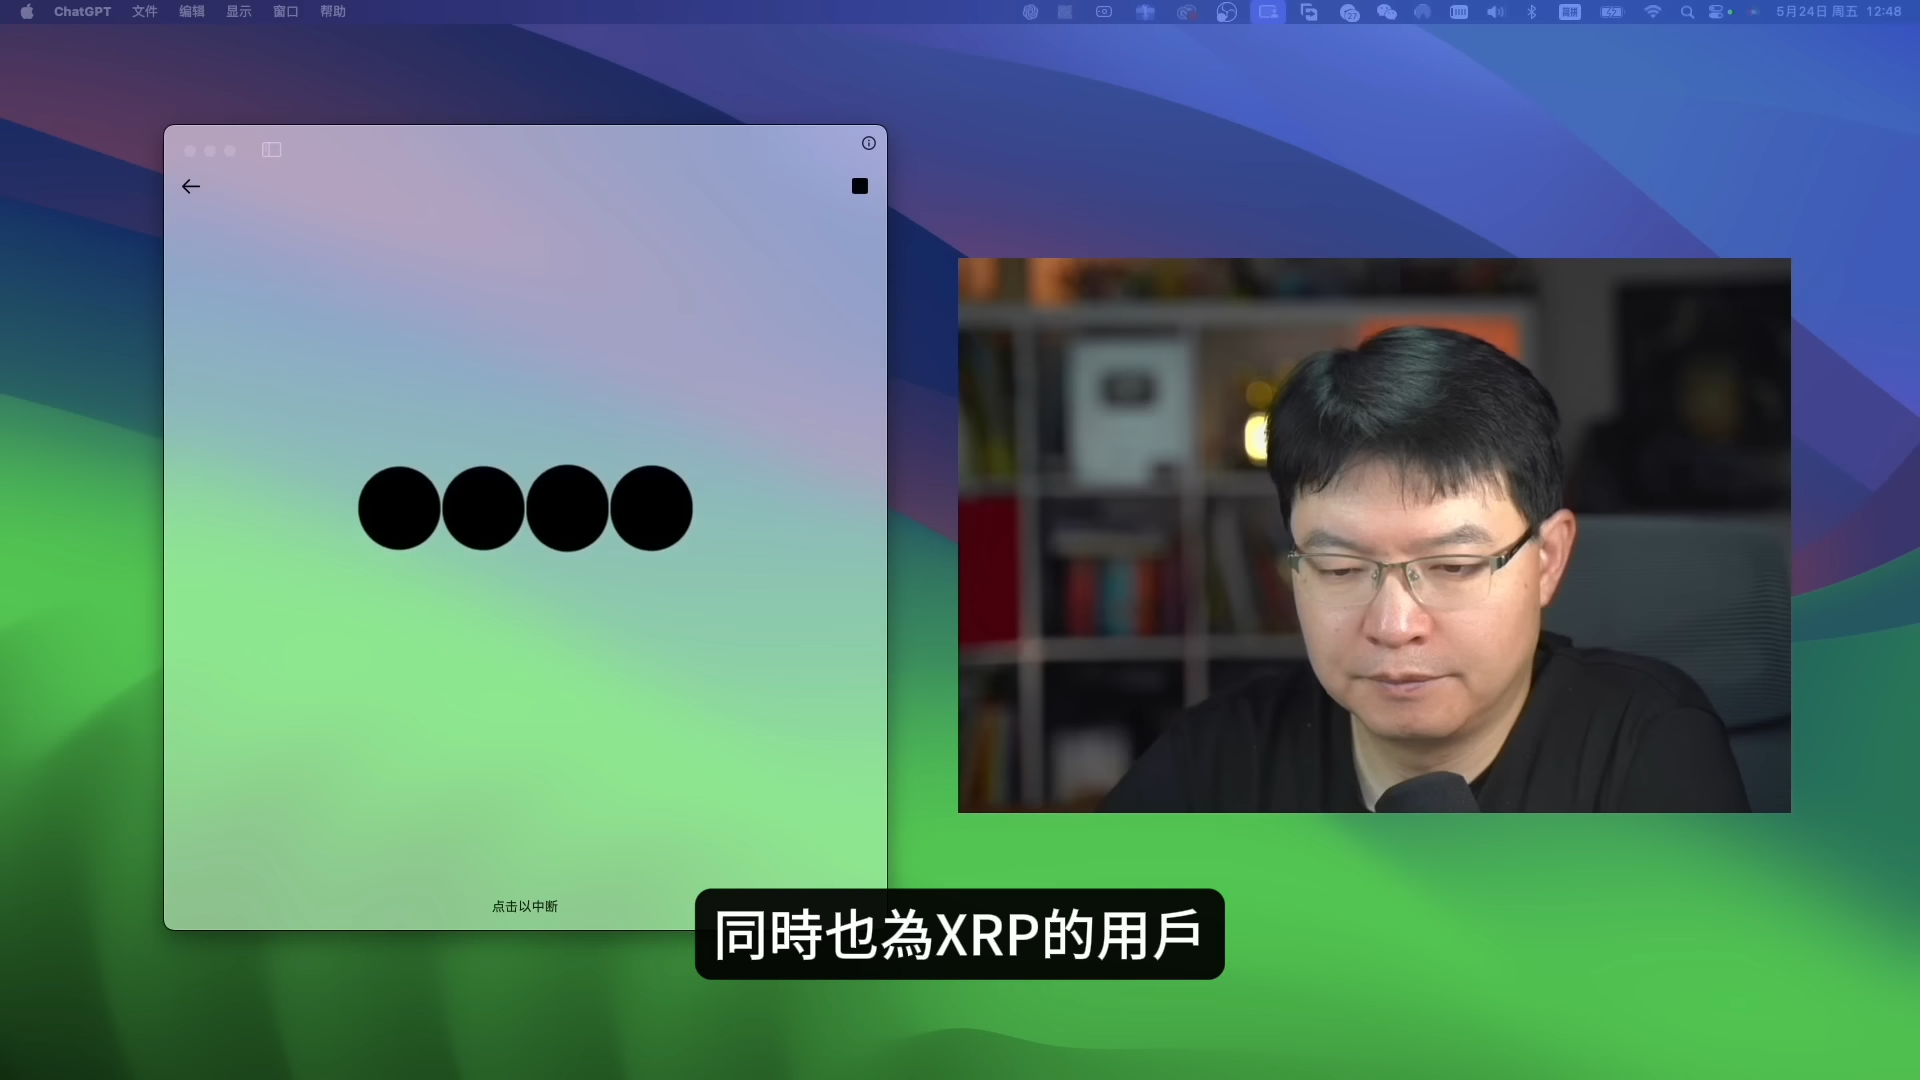 ChatGPT 文件 编辑 显示 窗口 帮助
5月24日 周五 12:48
点击以中断
同時也為XRP的用戶